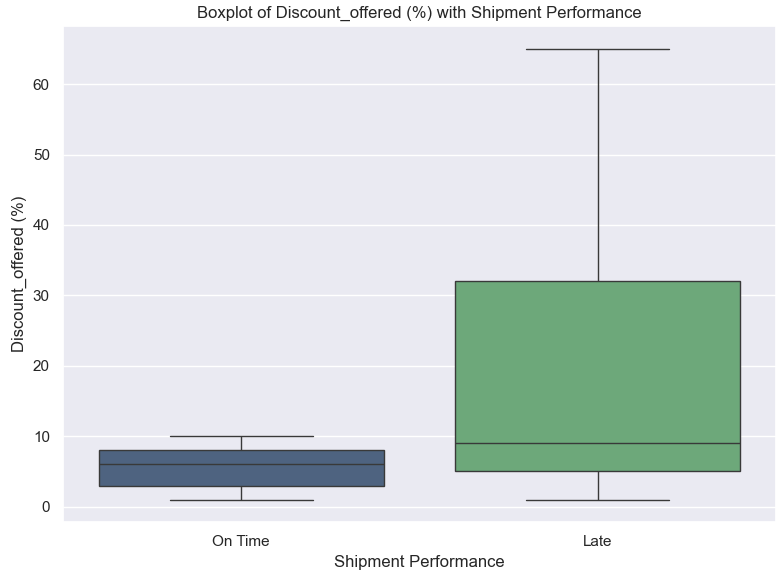 Boxplot of Discount_offered (%) with Shipment Performance
Discount_offered (%)
60
50
40
30
20
10
0
On Time
Late
Shipment Performance